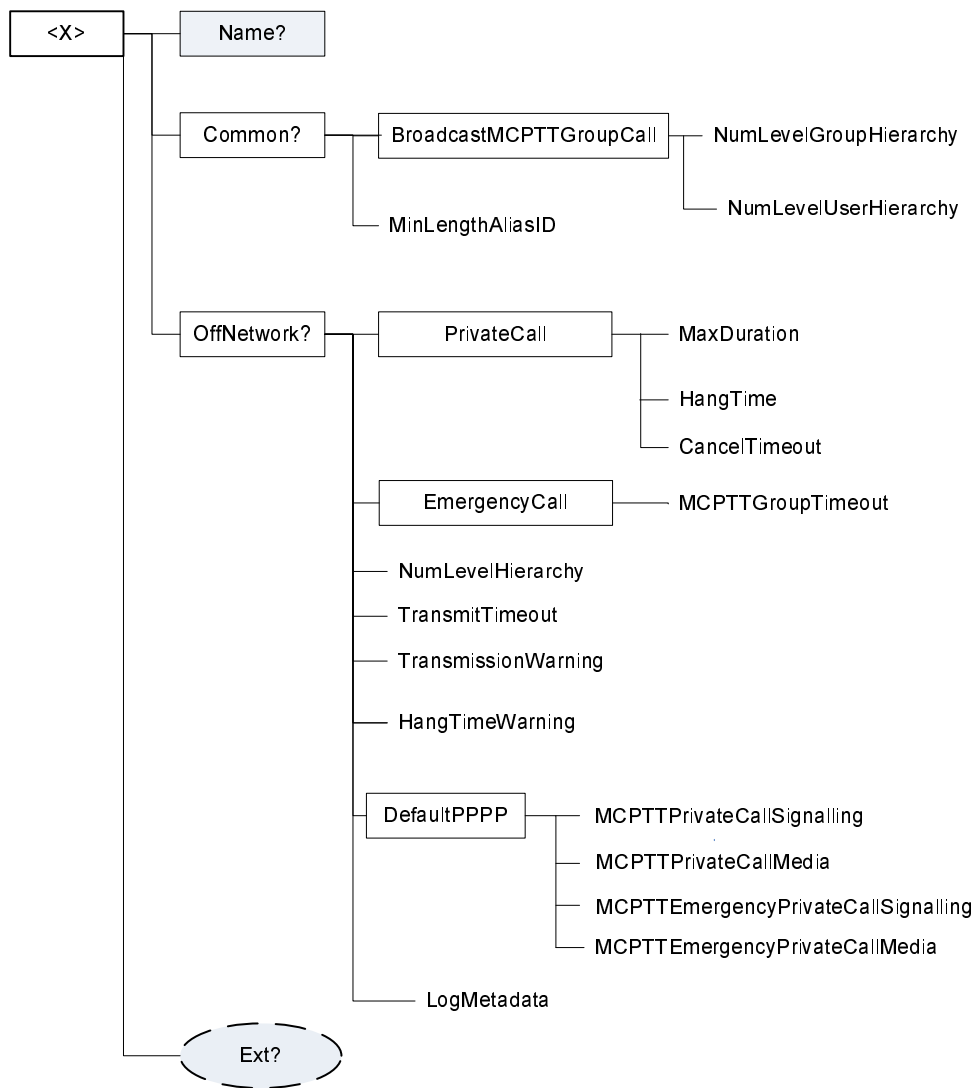 <X>
Name?
Common?
BroadcastMCPTTGroupCall
NumLevelGroupHierarchy
NumLevelUserHierarchy
MinLengthAliasID
OffNetwork?
PrivateCall
MaxDuration
HangTime
CancelTimeout
EmergencyCall
MCPTTGroupTimeout
NumLevelHierarchy
TransmitTimeout
TransmissionWarning
HangTimeWarning
DefaultPPPP
MCPTTPrivateCallSignalling
MCPTTPrivateCallMedia
MCPTTEmergencyPrivateCallSignalling
MCPTTEmergencyPrivateCallMedia
LogMetadata
Ext?